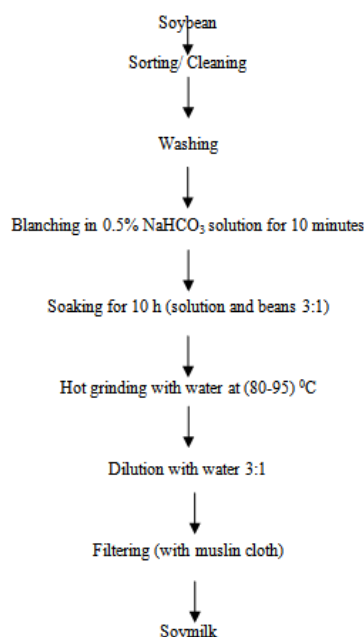 Soybean
Sorting/ Cleaning
Washing
Blanching in 0.5% NaHCO₃ solution for 10 minutes
Soaking for 10 h (solution and beans 3:1)
Hot grinding with water at (80-95) ⁰C
Dilution with water 3:1
Filtering (with muslin cloth)
Soymilk